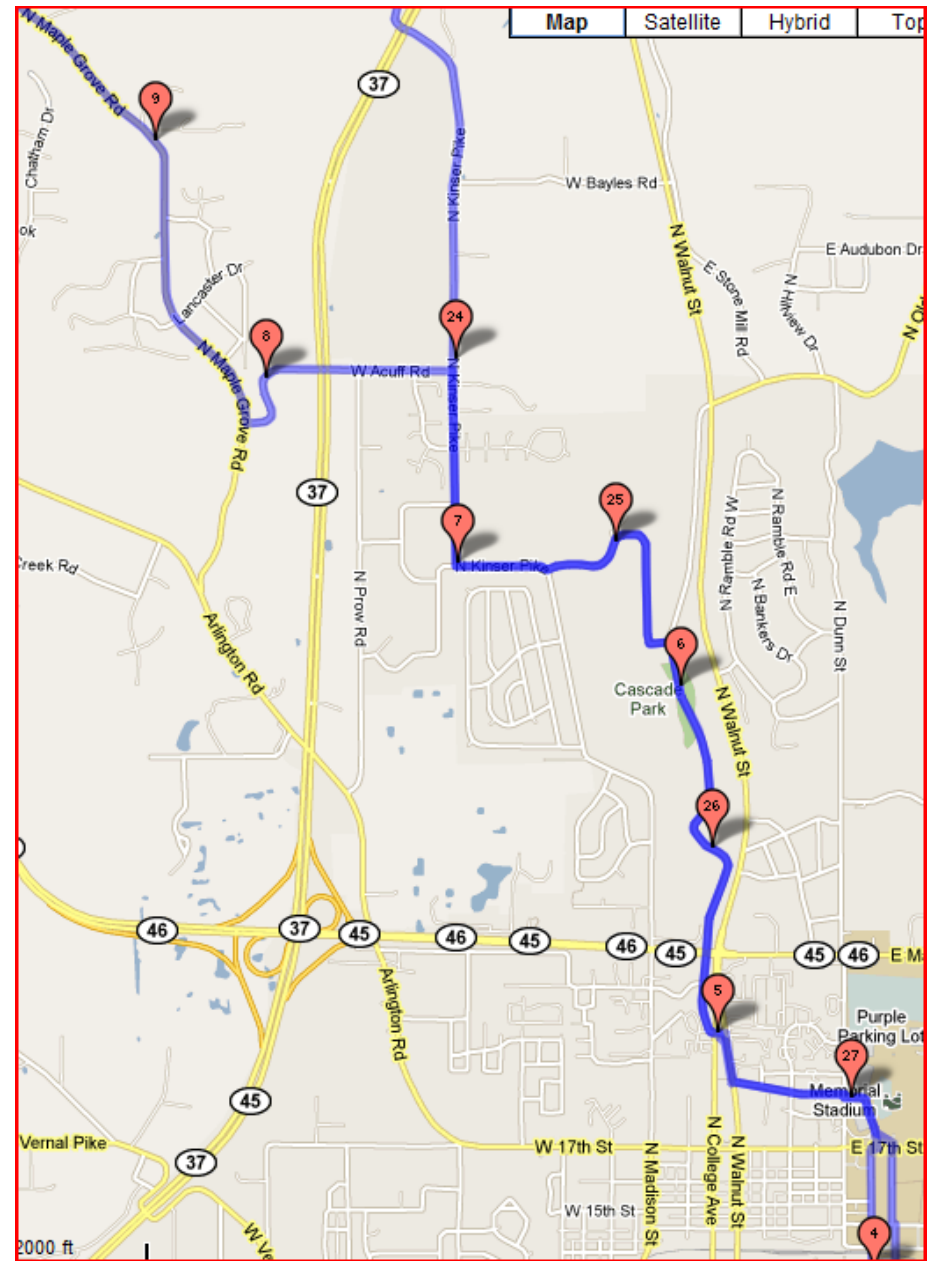 Map
Satellite
Hybrid
Top
N Maple Grove Rd
37
9
Chatham Dr
ok
N Kinser Pike
W Bayles Rd
N Walnut St
E Audubon Dr
E Stone Mill Rd
N Hillview Dr
N Ol
Lancaster Dr
24
8
W Acuff Rd
N Maple Grove Rd
N Kinser Pike
37
25
7
N Ramble Rd W
N Ramble Rd E
Creek Rd
N Kinser Pike
N Prow Rd
N Bankers Dr
N Dunn St
Arlington Rd
6
Cascade
Park
N Walnut St
26
46
37
45
46
45
46
45
45
46
E Ma
Arlington Rd
5
Purple
Parking Lot
27
Memorial
Stadium
45
Vernal Pike
37
W 17th St
E 17th St
N Madison St
N College Ave
N Walnut St
W 15th St
4
W Ve
2000 ft